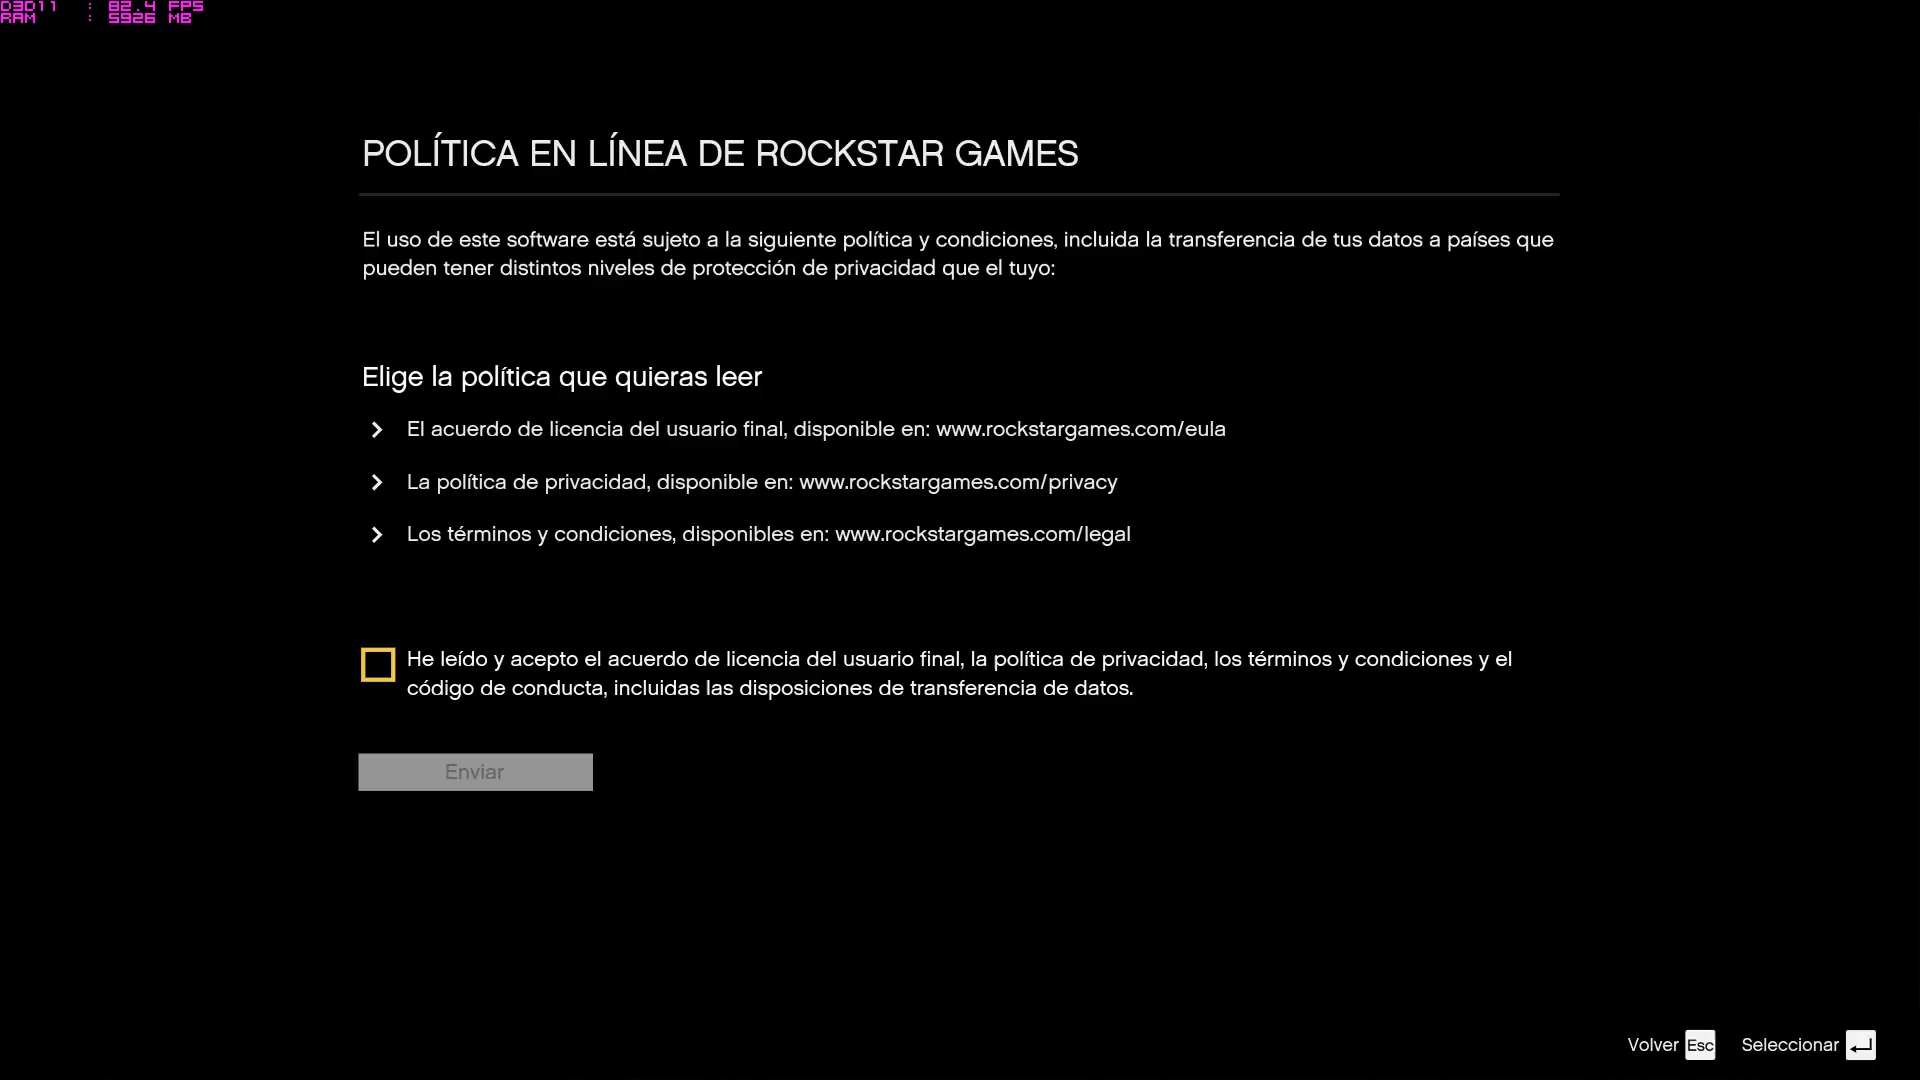 D3D11 : 82.4 FPS
RAM : 5926 MB
POLÍTICA EN LÍNEA DE ROCKSTAR GAMES
El uso de este software está sujeto a la siguiente política y condiciones, incluida la transferencia de tus datos a países que
pueden tener distintos niveles de protección de privacidad que el tuyo:
Elige la política que quieras leer
El acuerdo de licencia del usuario final, disponible en: www.rockstargames.com/eula
La política de privacidad, disponible en: www.rockstargames.com/privacy
Los términos y condiciones, disponibles en: www.rockstargames.com/legal
He leído y acepto el acuerdo de licencia del usuario final, la política de privacidad, los términos y condiciones y el
código de conducta, incluidas las disposiciones de transferencia de datos.
Enviar
Volver Esc Seleccionar